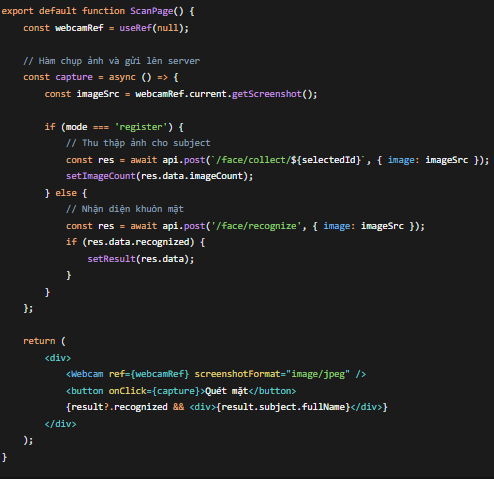 export default function ScanPage() {
    const webcamRef = useRef(null);

    // Hàm chụp ảnh và gửi lên server
    const capture = async () => {
        const imageSrc = webcamRef.current.getScreenshot();

        if (mode === 'register') {
            // Thu thập ảnh cho subject
            const res = await api.post(`/face/collect/${selectedId}`, { image: imageSrc });
            setImageCount(res.data.imageCount);
        } else {
            // Nhận diện khuôn mặt
            const res = await api.post('/face/recognize', { image: imageSrc });
            if (res.data.recognized) {
                setResult(res.data);
            }
        }
    };

    return (
        <div>
            <Webcam ref={webcamRef} screenshotFormat="image/jpeg" />
            <button onClick={capture}>Quét mặt</button>
            {result?.recognized && <div>{result.subject.fullName}</div>}
        </div>
    );
}